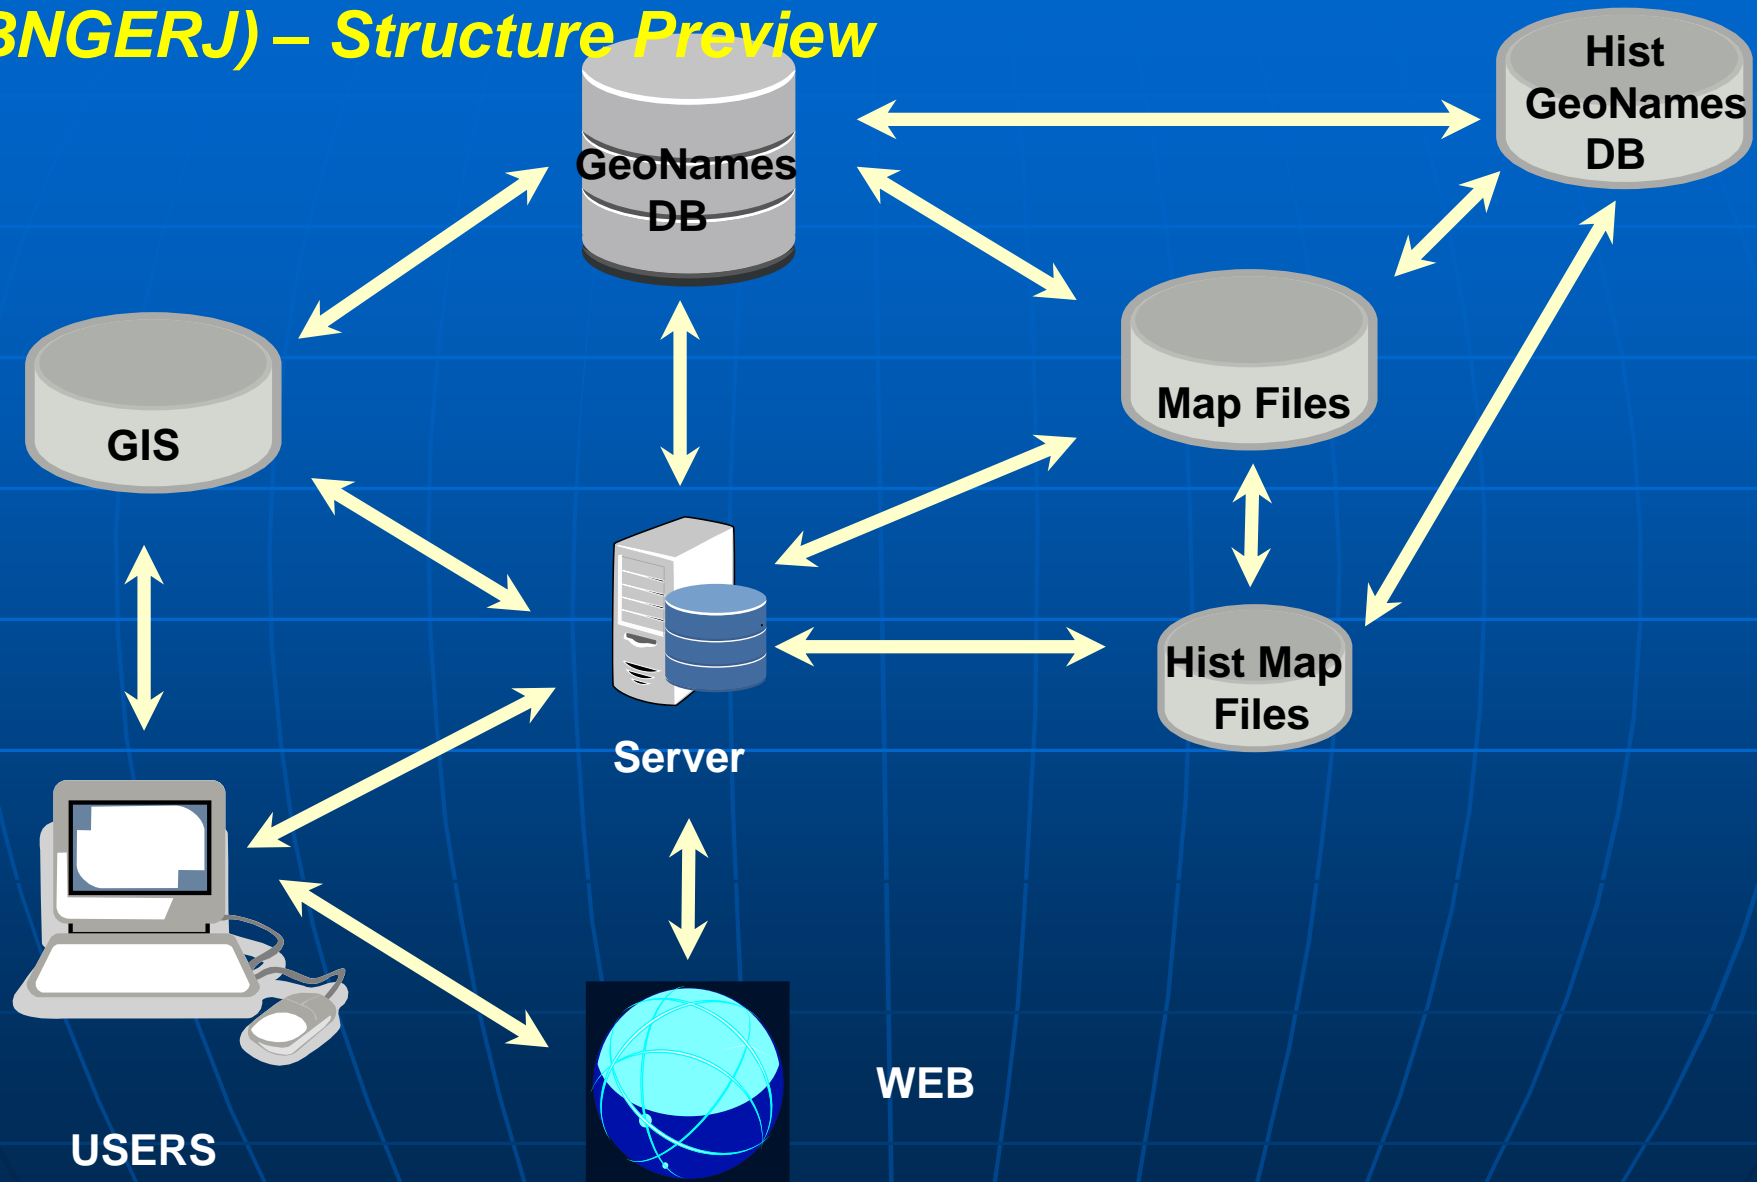 BNGERJ) – Structure Preview
Hist
GeoNames
DB
GeoNames
DB
Map Files
GIS
Hist Map
Files
Server
WEB
USERS